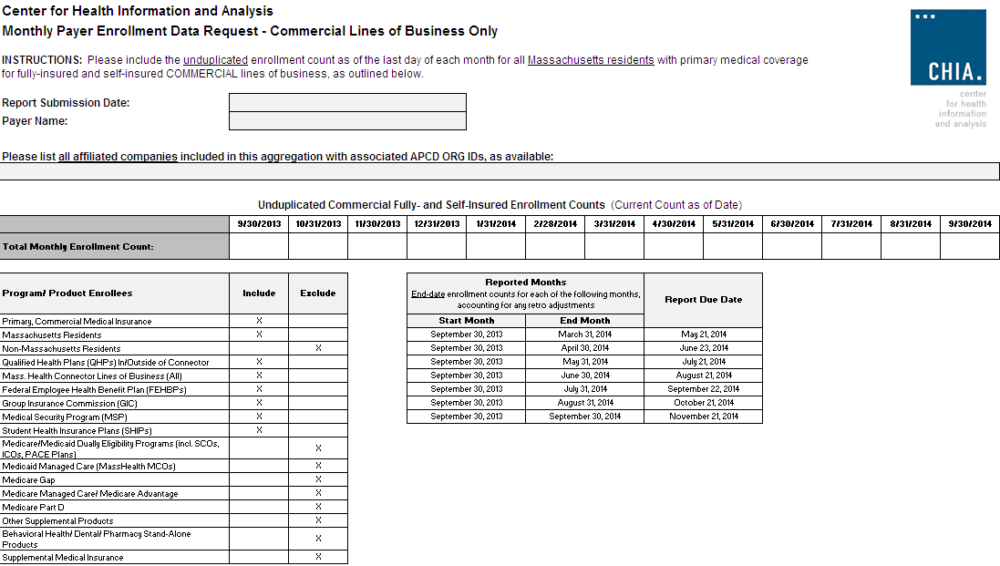 Center for Health Information and Analysis
Monthly Payer Enrollment Data Request - Commercial Lines of Business Only
INSTRUCTIONS: Please include the unduplicated enrollment count as of the last day of each month for all Massachusetts residents with primary medical coverage
for fully-insured and self-insured COMMERCIAL lines of business, as outlined below.
CHIA.
center
for health
information
and analysis
Report Submission Date:
Payer Name:
Please list all affiliated companies included in this aggregation with associated APCD ORG IDs, as available:
Unduplicated Commercial Fully- and Self-Insured Enrollment Counts (Current Count as of Date)
9/30/2013 10/31/2013 11/30/2013 12/31/2013 1/31/2014 2/28/2014 3/31/2014 4/30/2014 5/31/2014 6/30/2014 7/31/2014 8/31/2014 9/30/2014
Total Monthly Enrollment Count:
Program/ Product Enrollees Include Exclude
Primary, Commercial Medical Insurance X
Massachusetts Residents X
Non-Massachusetts Residents X
Qualified Health Plans (QHPs) In/Outside of Connector X
Mass. Health Connector Lines of Business (All) X
Federal Employee Health Benefit Plan (FEHBPs) X
Group Insurance Commission (GIC) X
Medical Security Program (MSP) X
Student Health Insurance Plans (SHIPs) X
Medicare/Medicaid Dually Eligibility Programs (incl. SCOs,
ICOs, PACE Plans) X
Medicaid Managed Care (MassHealth MCOs) X
Medicare Gap X
Medicare Managed Care/ Medicare Advantage X
Medicare Part D X
Other Supplemental Products X
Behavioral Health/ Dental/ Pharmacy Stand-Alone
Products X
Supplemental Medical Insurance X
Reported Months
End-date enrollment counts for each of the following months,
accounting for any retro adjustments
Report Due Date
Start Month End Month
September 30, 2013 March 31, 2014 May 21, 2014
September 30, 2013 April 30, 2014 June 23, 2014
September 30, 2013 May 31, 2014 July 21, 2014
September 30, 2013 June 30, 2014 August 21, 2014
September 30, 2013 July 31, 2014 September 22, 2014
September 30, 2013 August 31, 2014 October 21, 2014
September 30, 2013 September 30, 2014 November 21, 2014